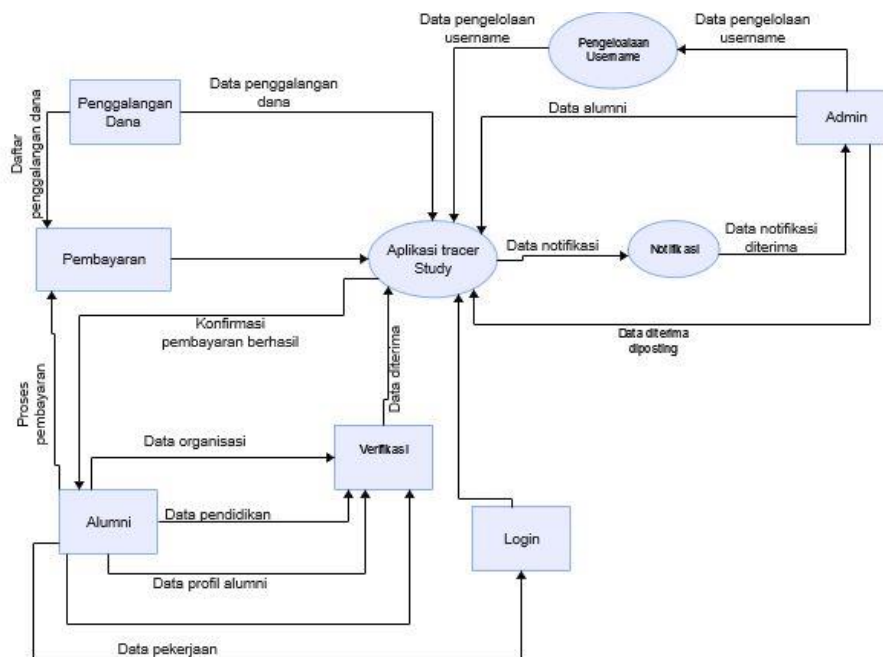 Data pengelolaan
username
Pengeloalaan
Username
Data pengelolaan
username
Penggalangan
Dana
Data penggalangan
dana
Data alumni
Admin
Daftar
penggalangan dana
Pembayaran
Aplikasi tracer
Study
Data notifikasi
Notifikasi
Data notifikasi
diterima
Konfirmasi
pembayaran berhasil
Data diterima
Data diterima
diposting
Proses
pembayaran
Data organisasi
Verifikasi
Alumni
Data pendidikan
Login
Data profil alumni
Data pekerjaan